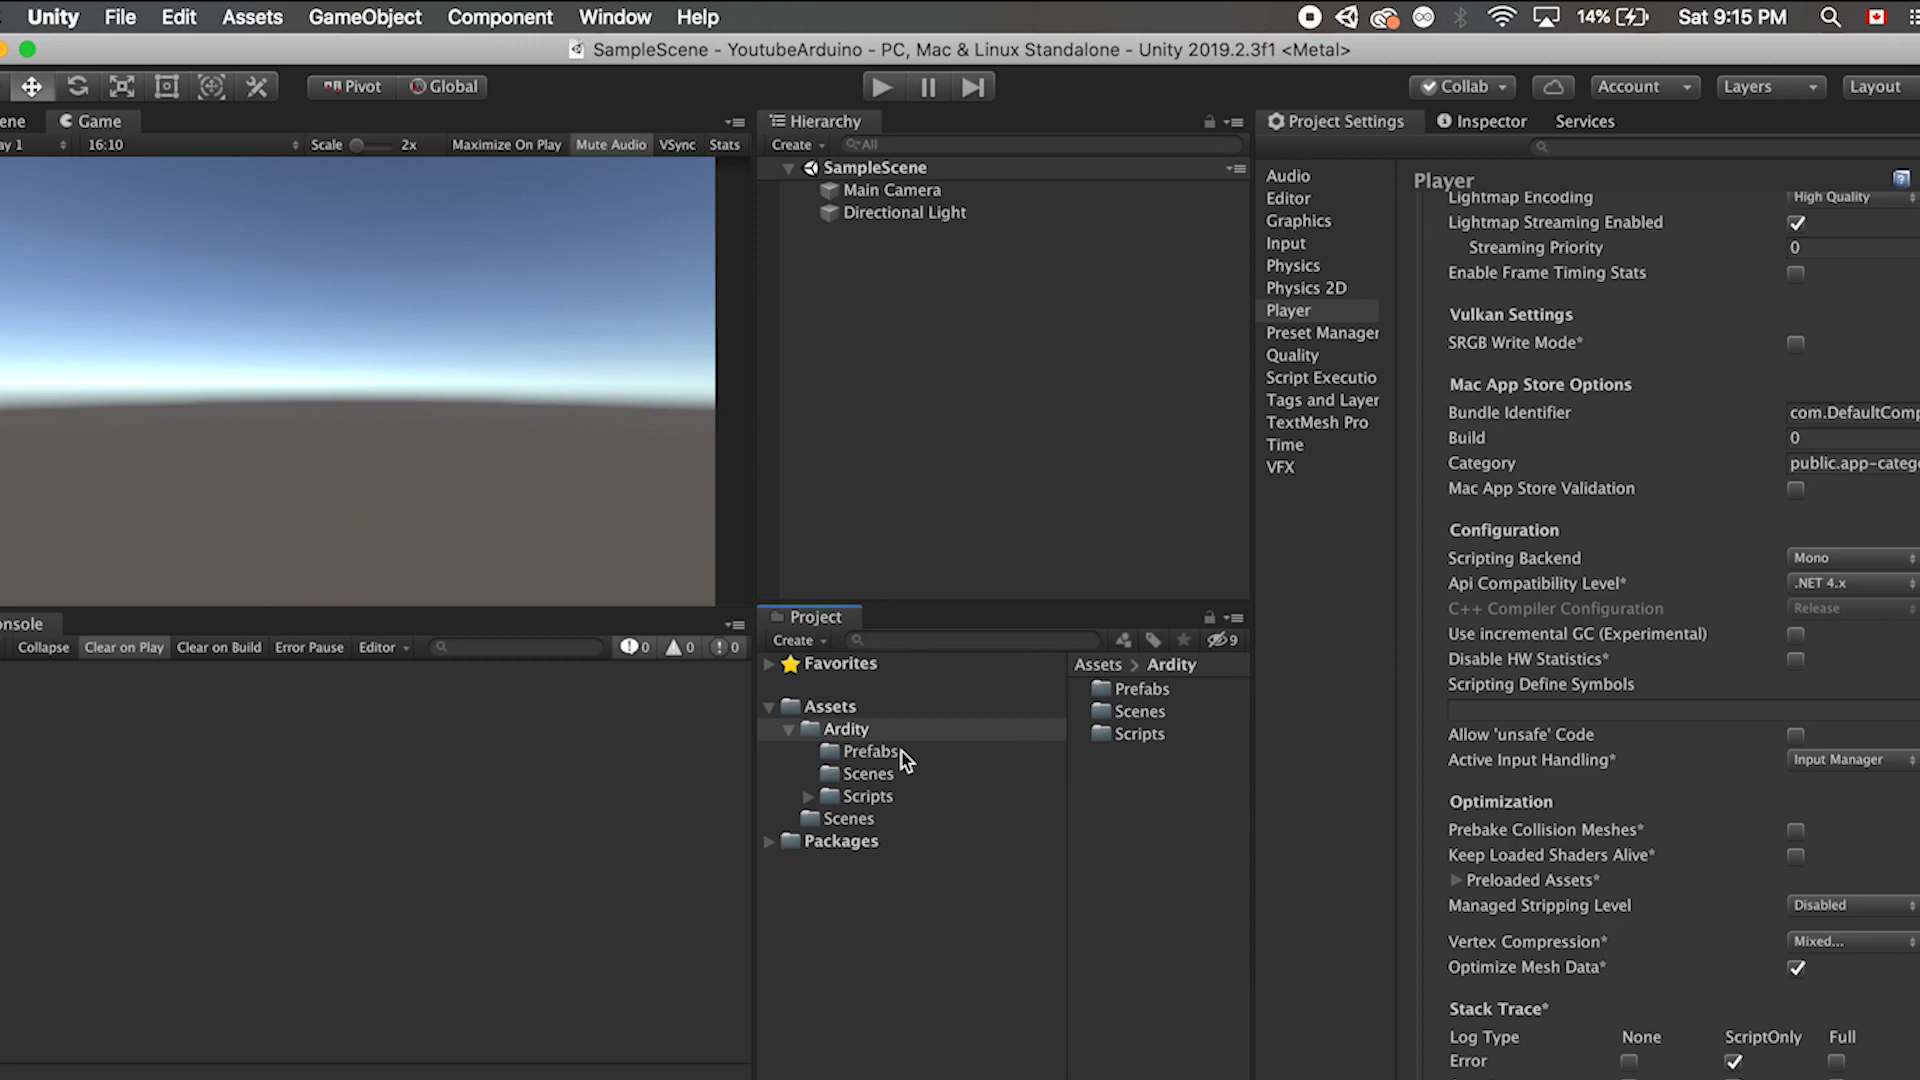 Unity File Edit Assets GameObject Component Window Help 14% Sat 9:15 PM
SampleScene - YoutubeArduino - PC, Mac & Linux Standalone - Unity 2019.2.3f1 <Metal>
Pivot Global Collab Account Layers Layout
ene Game Hierarchy Project Settings Inspector Services
ay 1 16:10 Scale 2x Maximize On Play Mute Audio VSync Stats Create All
SampleScene
Main Camera
Directional Light
Audio
Editor
Graphics
Input
Physics
Physics 2D
Player
Preset Manager
Quality
Script Executio
Tags and Layer
TextMesh Pro
Time
VFX
Player
Lightmap Encoding High Quality
Lightmap Streaming Enabled
Streaming Priority 0
Enable Frame Timing Stats
Vulkan Settings
SRGB Write Mode*
Mac App Store Options
Bundle Identifier com.DefaultComp
Build 0
Category public.app-catego
Mac App Store Validation
Configuration
Scripting Backend Mono
Api Compatibility Level* .NET 4.x
C++ Compiler Configuration Release
Use incremental GC (Experimental)
Disable HW Statistics*
Scripting Define Symbols
Allow 'unsafe' Code
Active Input Handling* Input Manager
Optimization
Prebake Collision Meshes*
Keep Loaded Shaders Alive*
Preloaded Assets*
Managed Stripping Level Disabled
Vertex Compression* Mixed...
Optimize Mesh Data*
Stack Trace*
Log Type None ScriptOnly Full
Error
onsole
Collapse Clear on Play Clear on Build Error Pause Editor 0 0 0
Project
Create 9
Favorites
Assets
Ardity
Prefabs
Scenes
Scripts
Scenes
Packages
Assets > Ardity
Prefabs
Scenes
Scripts